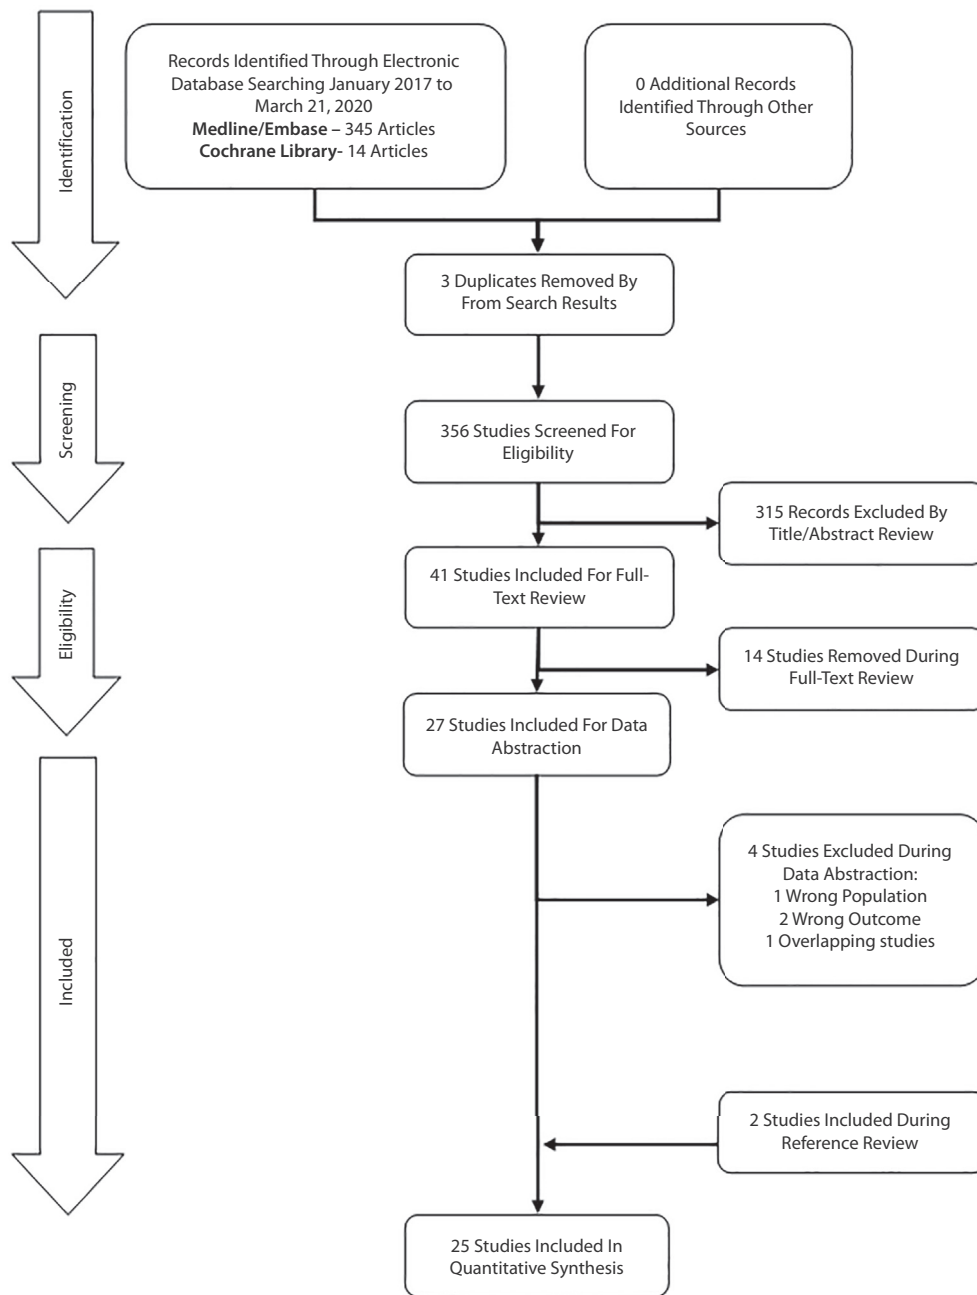 Identification
Records Identified Through Electronic
Database Searching January 2017 to
March 21, 2020
Medline/Embase – 345 Articles
Cochrane Library- 14 Articles
0 Additional Records
Identified Through Other
Sources
3 Duplicates Removed By
From Search Results
Screening
356 Studies Screened For
Eligibility
315 Records Excluded By
Title/Abstract Review
Eligibility
41 Studies Included For Full-
Text Review
14 Studies Removed During
Full-Text Review
27 Studies Included For Data
Abstraction
Included
4 Studies Excluded During
Data Abstraction:
1 Wrong Population
2 Wrong Outcome
1 Overlapping studies
2 Studies Included During
Reference Review
25 Studies Included In
Quantitative Synthesis